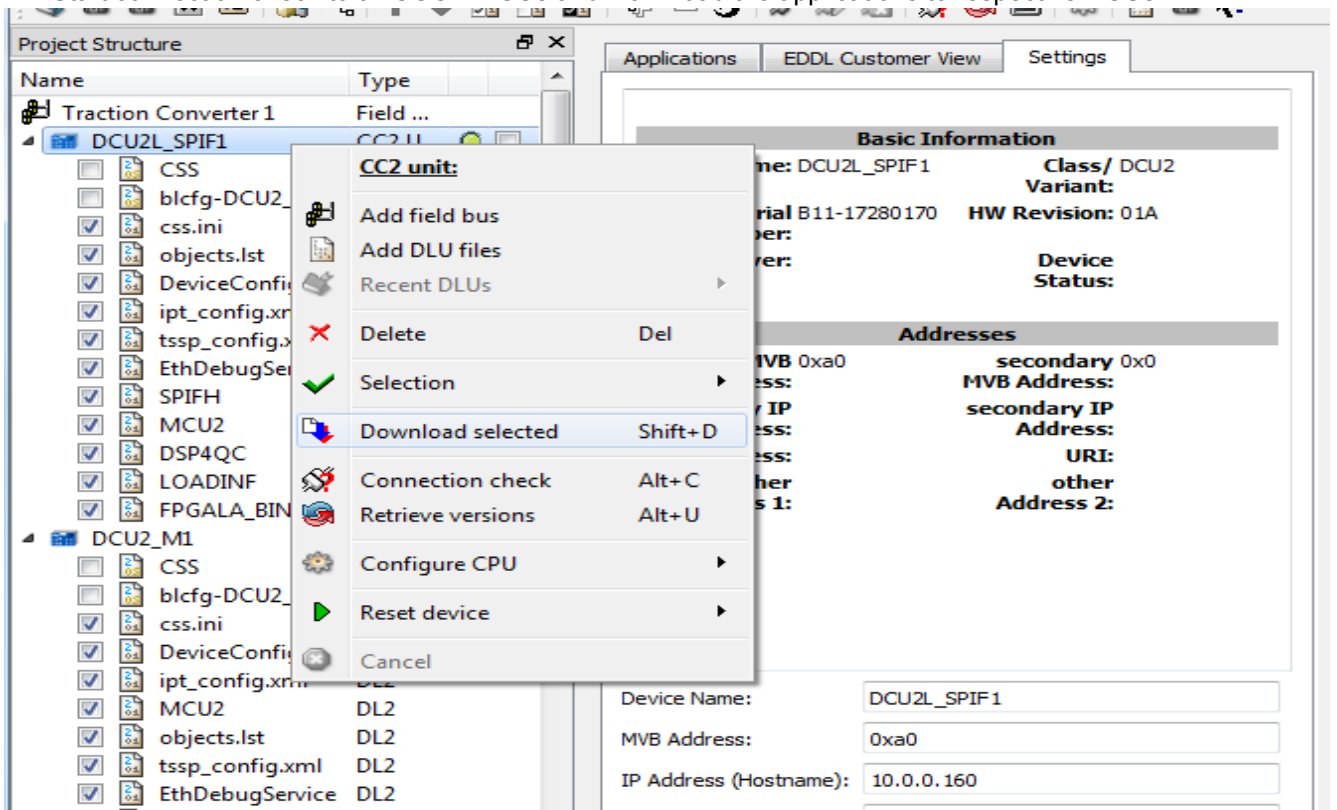 Project Structure
Name Type
Traction Converter 1 Field ...
DCU2L_SPIF1
CSS
blcfg-DCU2_
css.ini
objects.lst
DeviceConfi
ipt_config.xr
tssp_config.x
EthDebugSer
SPIFH
MCU2
DSP4QC
LOADINF
FPGALA_BIN
DCU2_M1
CSS
blcfg-DCU2_
css.ini
DeviceConfi
ipt_config.xml DL2
MCU2 DL2
objects.lst DL2
tssp_config.xml DL2
EthDebugService DL2
CC2 unit:
Add field bus
Add DLU files
Recent DLUs
Delete Del
Selection
Download selected Shift+D
Connection check Alt+C
Retrieve versions Alt+U
Configure CPU
Reset device
Cancel
Applications EDDL Customer View Settings
Basic Information
me: DCU2L_SPIF1 Class/ DCU2
Variant:
rial B11-17280170 HW Revision: 01A
ber:
ver: Device
Status:
Addresses
MVB 0xa0 secondary 0x0
ess: MVB Address:
IP secondary IP
ess: Address:
ess: URI:
her other
s 1: Address 2:
Device Name: DCU2L_SPIF1
MVB Address: 0xa0
IP Address (Hostname): 10.0.0.160